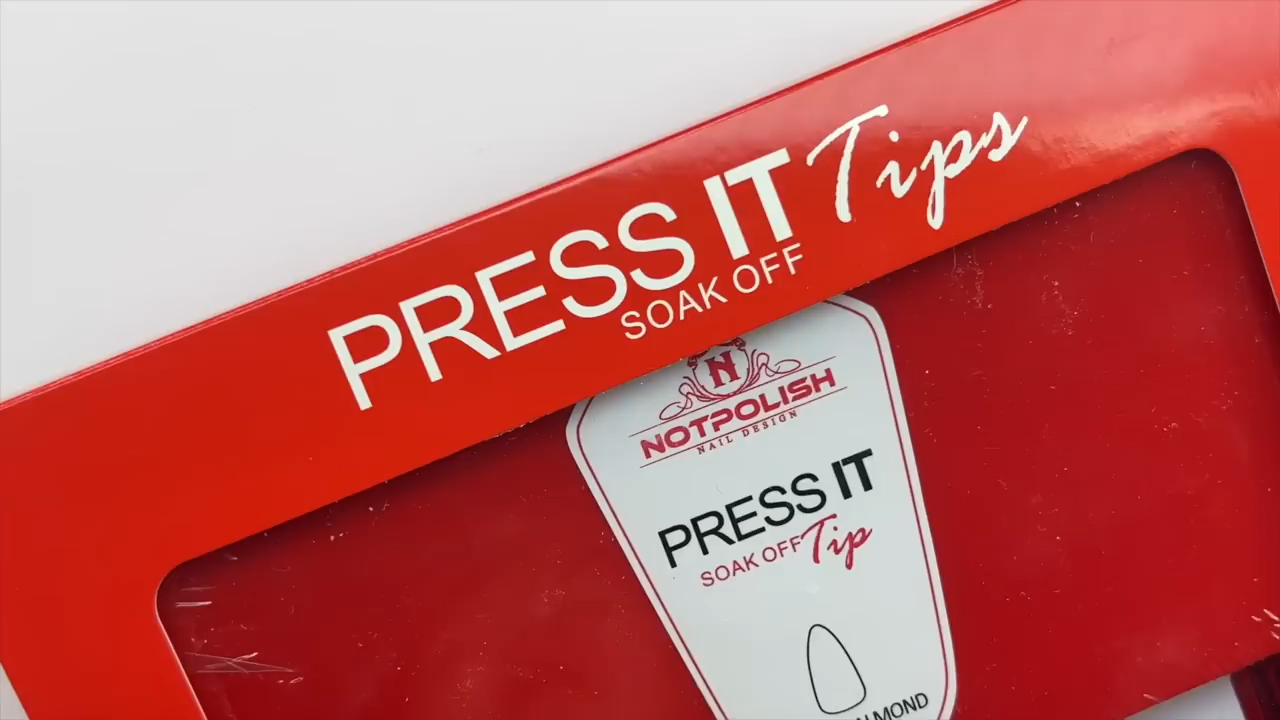 PRESS IT Tips
SOAK OFF
N
NOTPOLISH
NAIL DESIGN
PRESS IT
SOAK OFF Tip